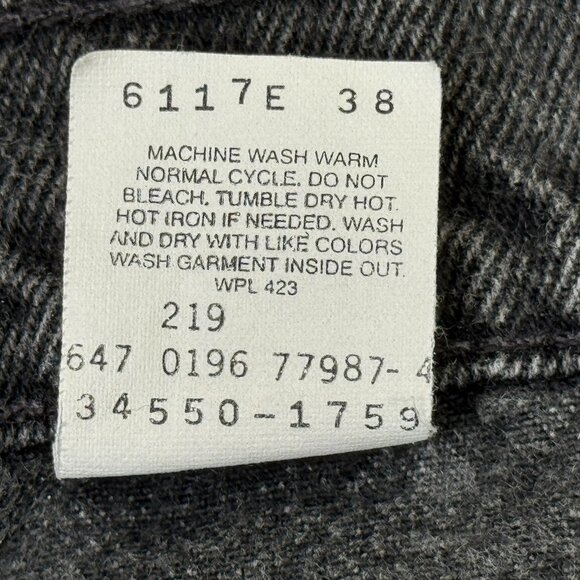 6117E 38
MACHINE WASH WARM
NORMAL CYCLE. DO NOT
BLEACH. TUMBLE DRY HOT.
HOT IRON IF NEEDED. WASH
AND DRY WITH LIKE COLORS
WASH GARMENT INSIDE OUT.
WPL 423
219
647 0196 77987-4
34550-1759